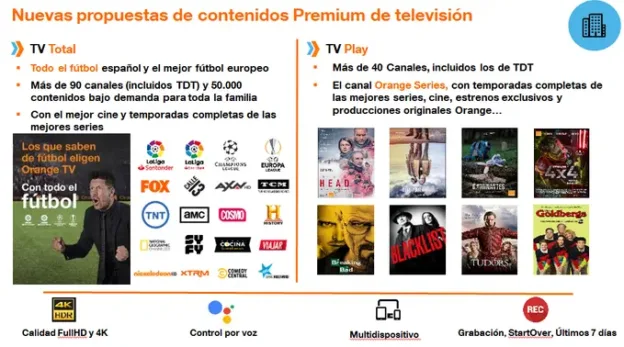 Nuevas propuestas de contenidos Premium de televisión
TV Total
Todo el fútbol español y el mejor fútbol europeo
Más de 90 canales (incluidos TDT) y 50.000
contenidos bajo demanda para toda la familia
Con el mejor cine y temporadas completas de las
mejores series
Los que saben
de fútbol eligen
Orange TV
Con todo el
fútbol
LaLiga
Santander
LaLiga
CHAMPIONS
LEAGUE
EUROPA
LEAGUE
FOX
CALLE
13
AXN HD
TCM
TNT
amc
COSMO
H
HISTORY
NATIONAL
GEOGRAPHIC
SYFY
COCINA
VIAJAR
nickelodeon HD
XTRM
COMEDY
CENTRAL
TV Play
Más de 40 Canales, incluidos los de TDT
El canal Orange Series, con temporadas completas de
las mejores series, cine, estrenos exclusivos y
producciones originales Orange…
HEAD
4x4
Breaking
Bad
BLACKLIST
TUDORS
The
Goldbergs
4K
HDR
Calidad FullHD y 4K
Control por voz
Multidispositivo
REC
Grabación, StartOver, Últimos 7 días